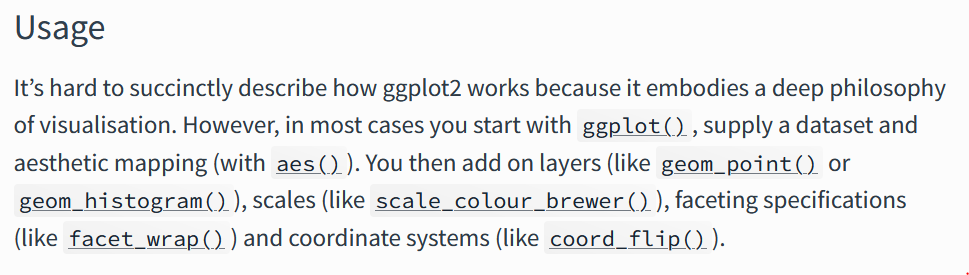 Usage
It's hard to succinctly describe how ggplot2 works because it embodies a deep philosophy
of visualisation. However, in most cases you start with ggplot(), supply a dataset and
aesthetic mapping (with aes()). You then add on layers (like geom_point() or
geom_histogram()), scales (like scale_colour_brewer()), faceting specifications
(like facet_wrap()) and coordinate systems (like coord_flip()).